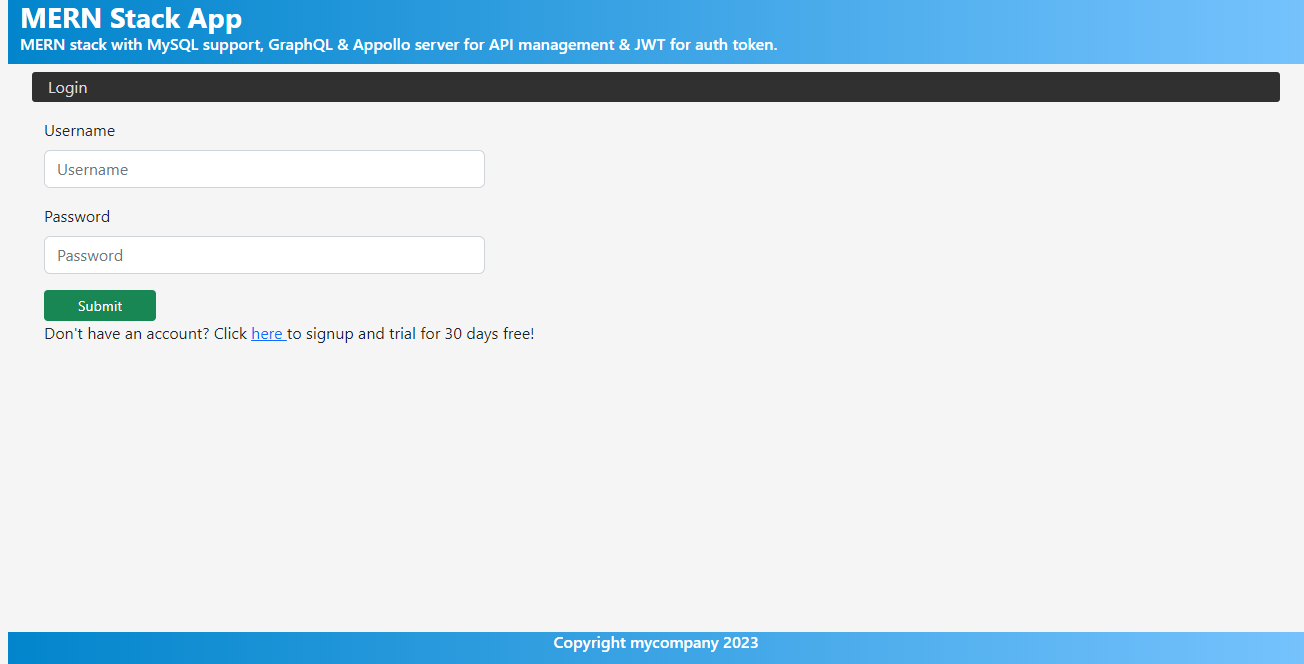 MERN Stack App
MERN stack with MySQL support, GraphQL & Appollo server for API management & JWT for auth token.
Login
Username
Username
Password
Password
Submit
Don't have an account? Click here to signup and trial for 30 days free!
Copyright mycompany 2023